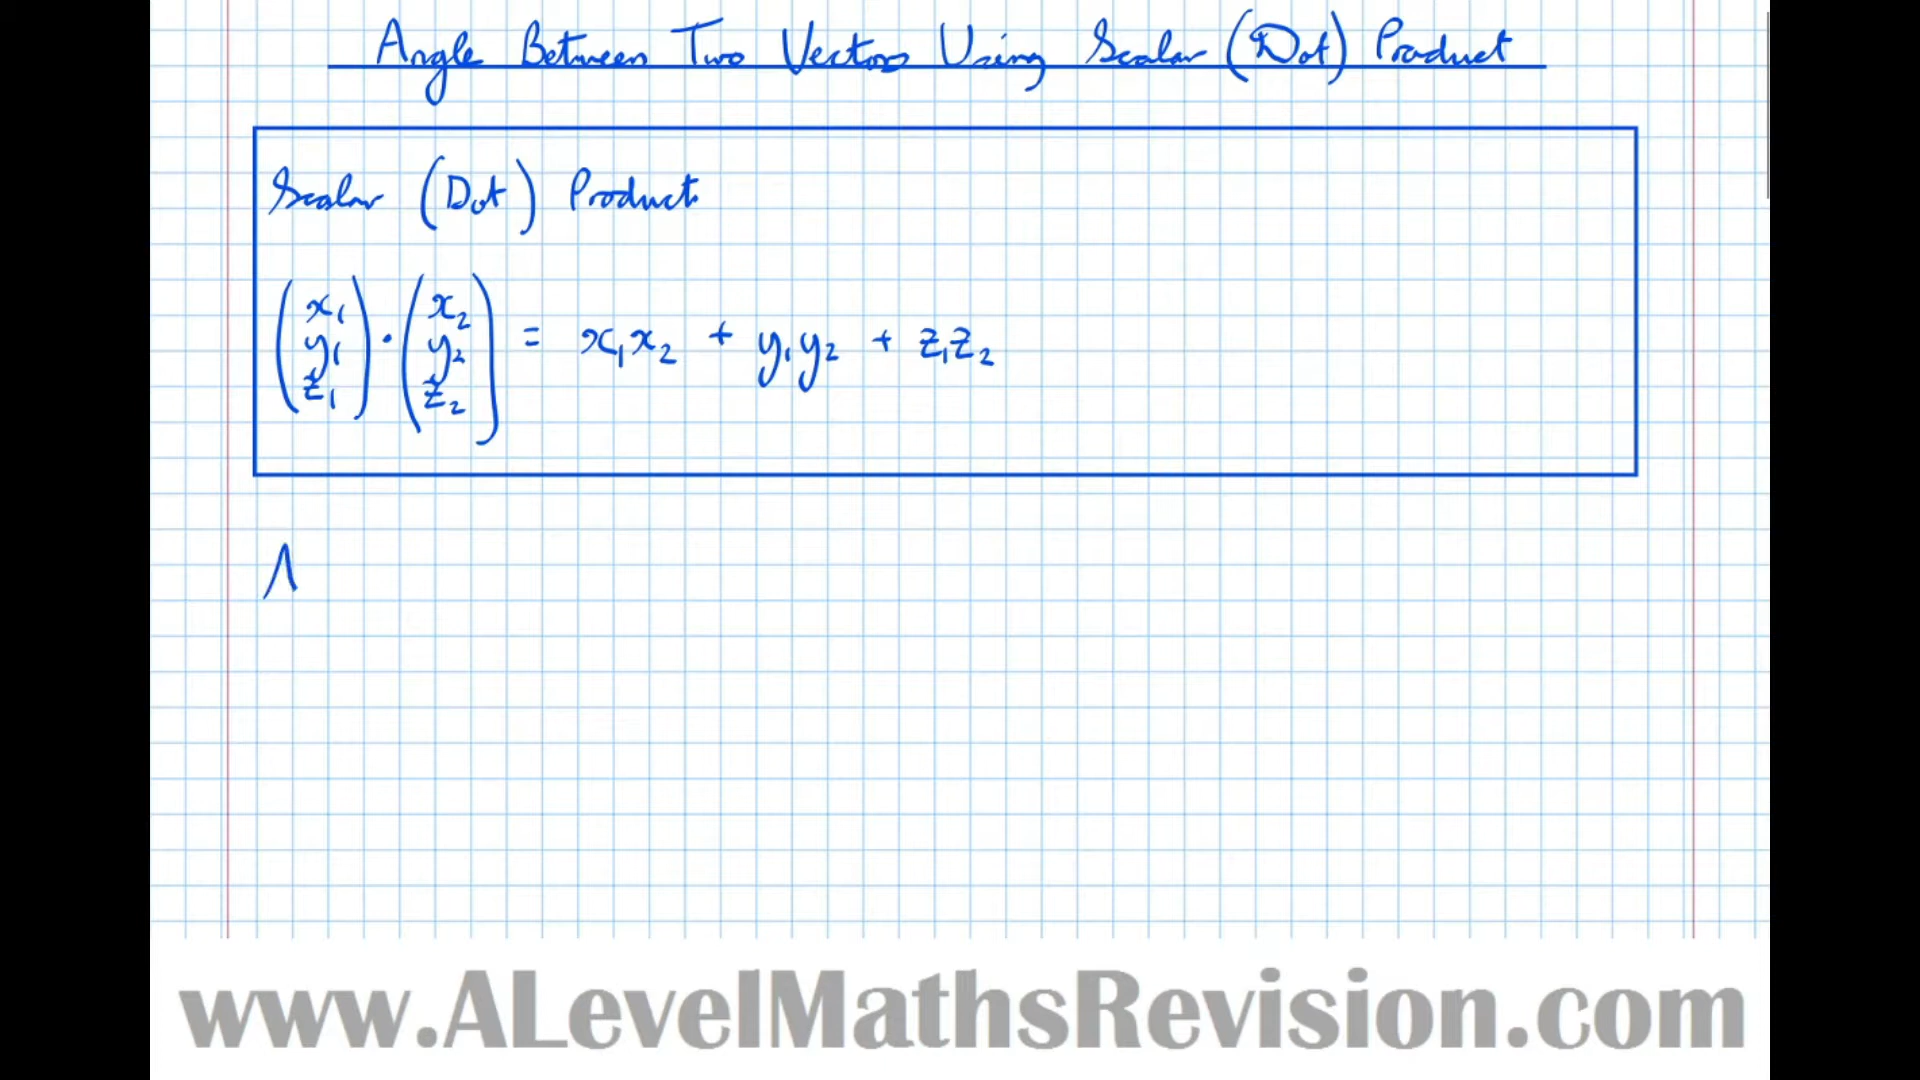 Angle Between Two Vectors Using Scalar (Dot) Product
Scalar (Dot) Product
(x₁ y₁ z₁) · (x₂ y₂ z₂) = x₁x₂ + y₁y₂ + z₁z₂
www.ALevelMathsRevision.com